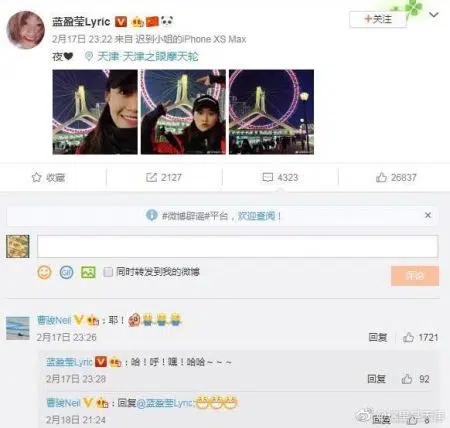 蓝盈莹Lyric
+关注
2月17日 23:22 来自 迟到小姐的iPhone XS Max
夜 天津·天津之眼摩天轮
收藏
2127
4323
26837
#微博辟谣#平台，欢迎查阅！
GIF
同时转发到我的微博
评论
曹骏Neil ：耶！
2月17日 23:26
回复 1721
蓝盈莹Lyric ：哈！呼！嘿！哈哈～～～
2月17日 23:28
回复 92
曹骏Neil ：回复@蓝盈莹Lyric:
2月18日 21:24
回复 8